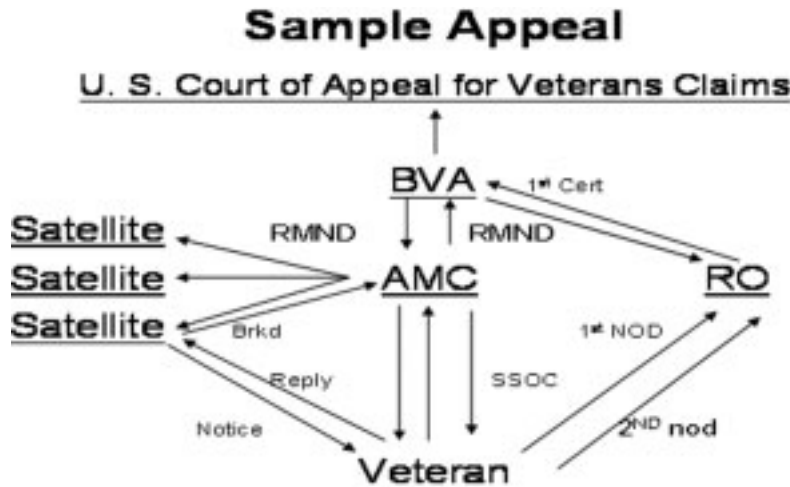 Sample Appeal
U. S. Court of Appeal for Veterans Claims
BVA
1st Cert
Satellite
RMND
RMND
Satellite
AMC
RO
Satellite
Brkd
1st NOD
Reply
SSOC
Notice
2ND nod
Veteran